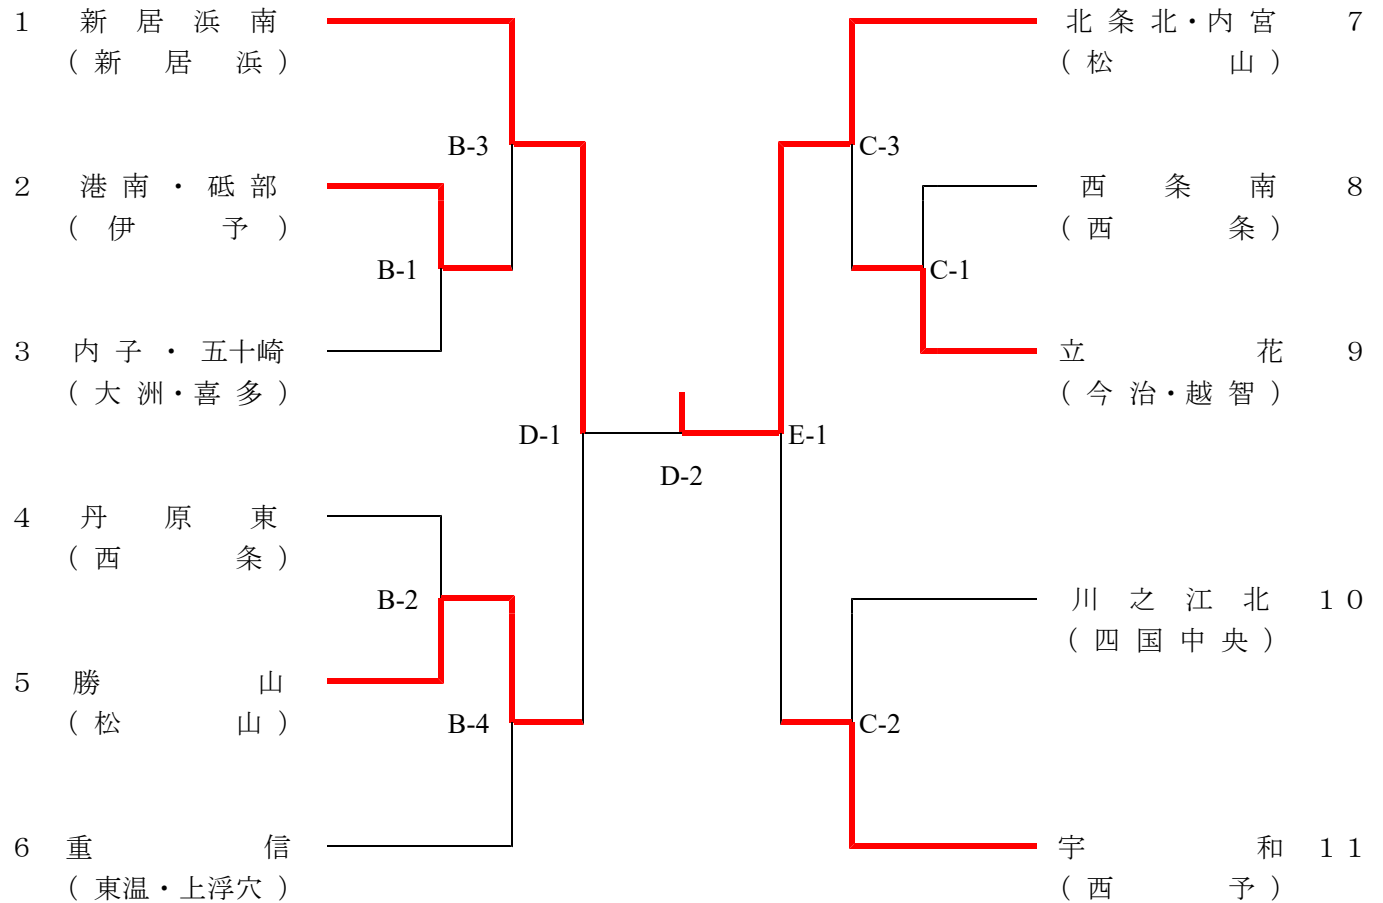 1 新居浜南
(新居浜)
B-3
2 港南・砥部
(伊予)
B-1
3 内子・五十崎
(大洲・喜多)
D-1
4 丹原東
(西条)
B-2
5 勝山
(松山)
B-4
6 重信
(東温・上浮穴)
D-2
北条北・内宮 7
(松山)
C-3
西条南 8
(西条)
C-1
立花 9
(今治・越智)
E-1
川之江北 10
(四国中央)
C-2
宇和 11
(西予)